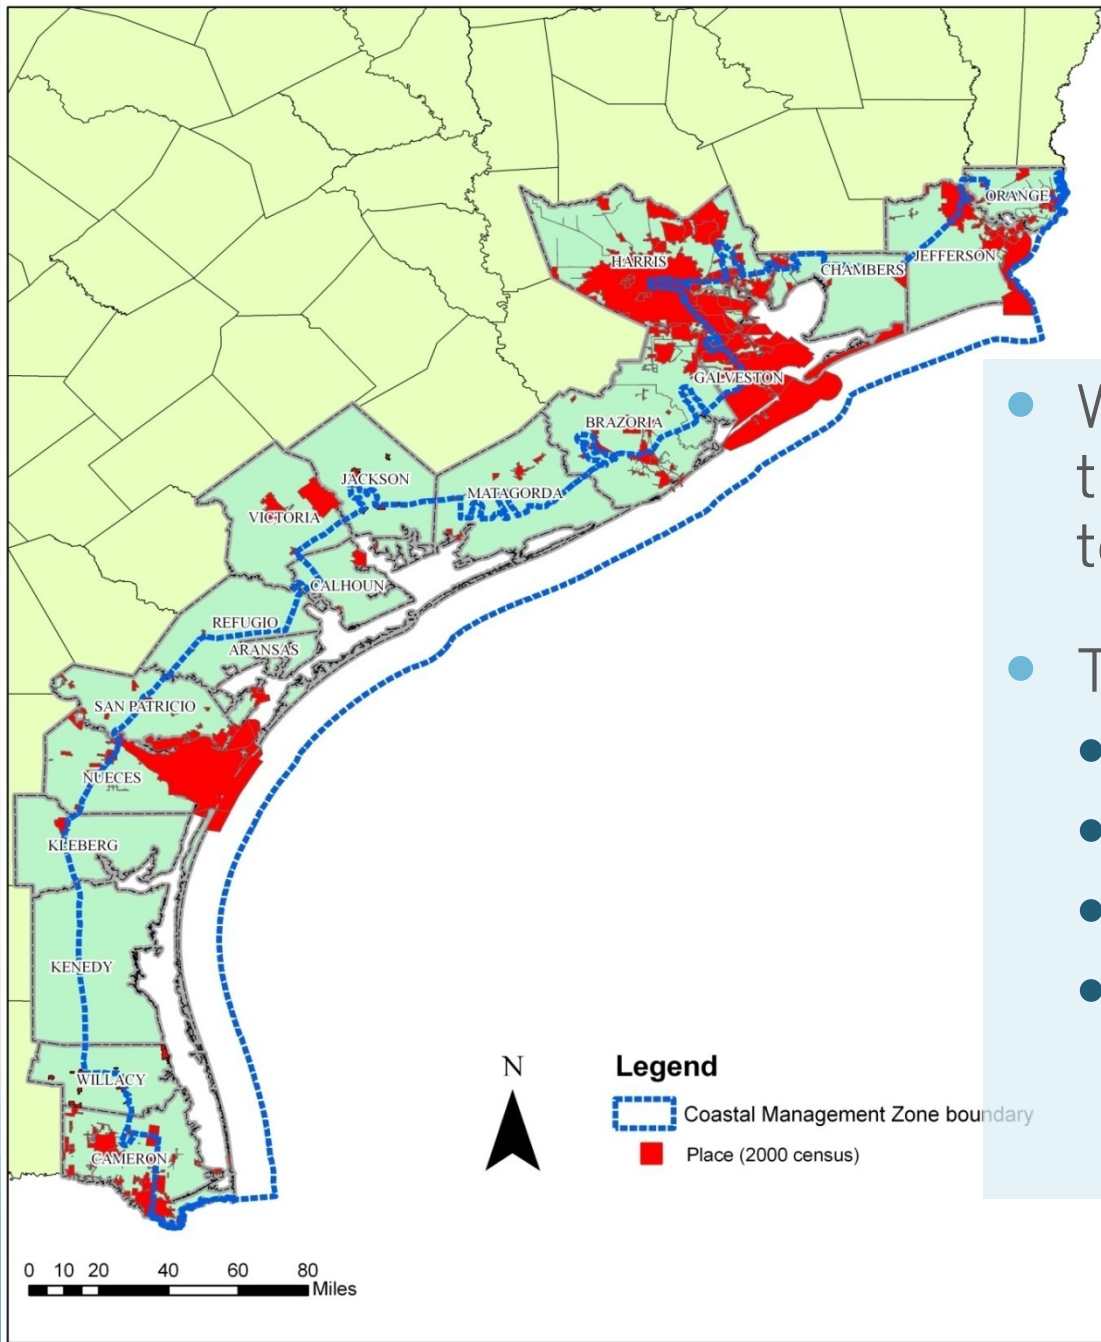 ORANGE
HARRIS
CHAMBERS
JEFFERSON
GALVESTON
BRAZORIA
JACKSON
MATAGORDA
VICTORIA
CALHOUN
REFUGIO
ARANSAS
SAN PATRICIO
NUECES
KLEBERG
KENEDY
WILLACY
CAMERON
N
Legend
Coastal Management Zone boundary
Place (2000 census)
0 10 20 40 60 80
Miles
T